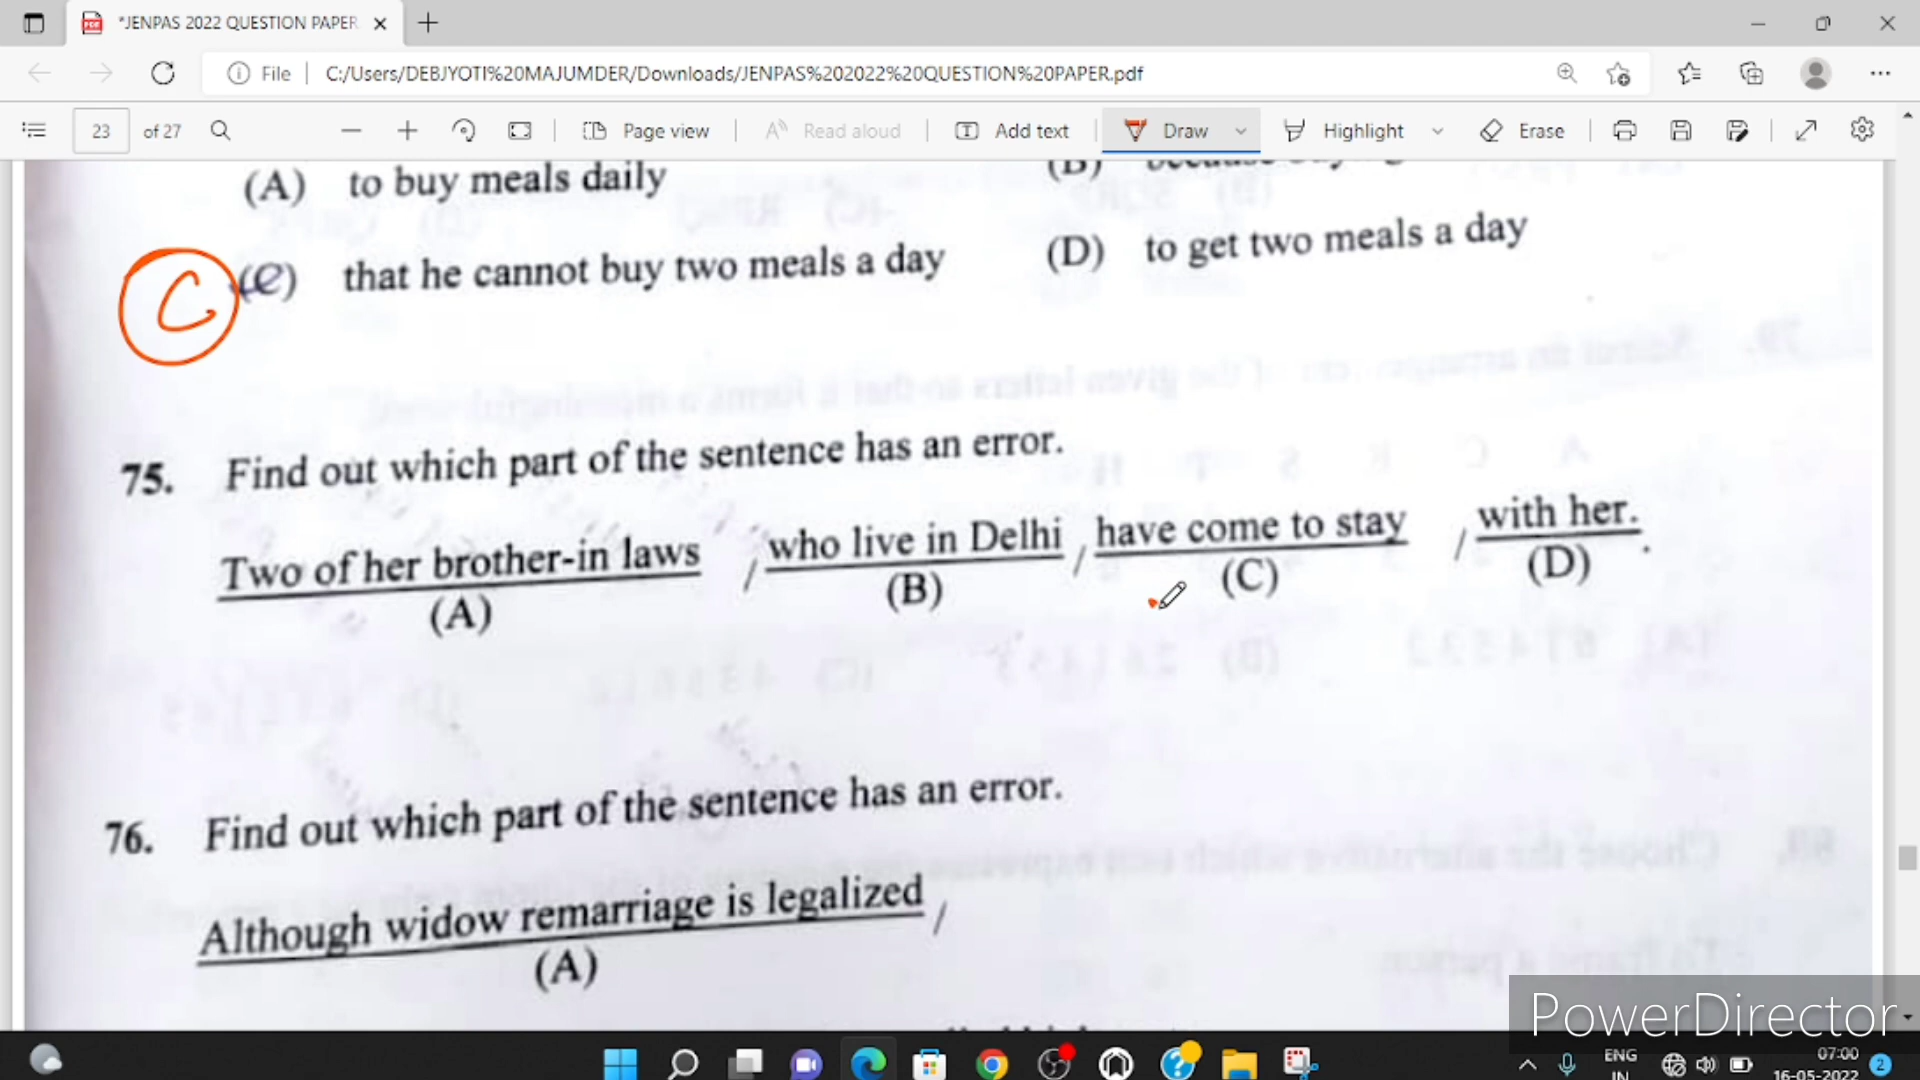 *JENPAS 2022 QUESTION PAPER
File C:/Users/DEBJYOTI%20MAJUMDER/Downloads/JENPAS%202022%20QUESTION%20PAPER.pdf
23 of 27 Page view Read aloud Add text Draw Highlight Erase
(A) to buy meals daily (B)
C (C) that he cannot buy two meals a day (D) to get two meals a day
75. Find out which part of the sentence has an error.
Two of her brother-in laws / who live in Delhi / have come to stay / with her.
(A) (B) (C) (D)
76. Find out which part of the sentence has an error.
Although widow remarriage is legalized /
(A)
PowerDirector
ENG 07:00
IN 16-05-2022 2